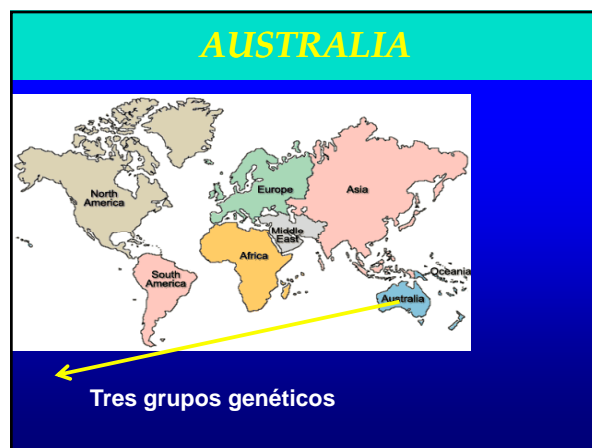 AUSTRALIA
North
America
Europe
Asia
Middle
East
Africa
Oceania
South
America
Australia
Tres grupos genéticos